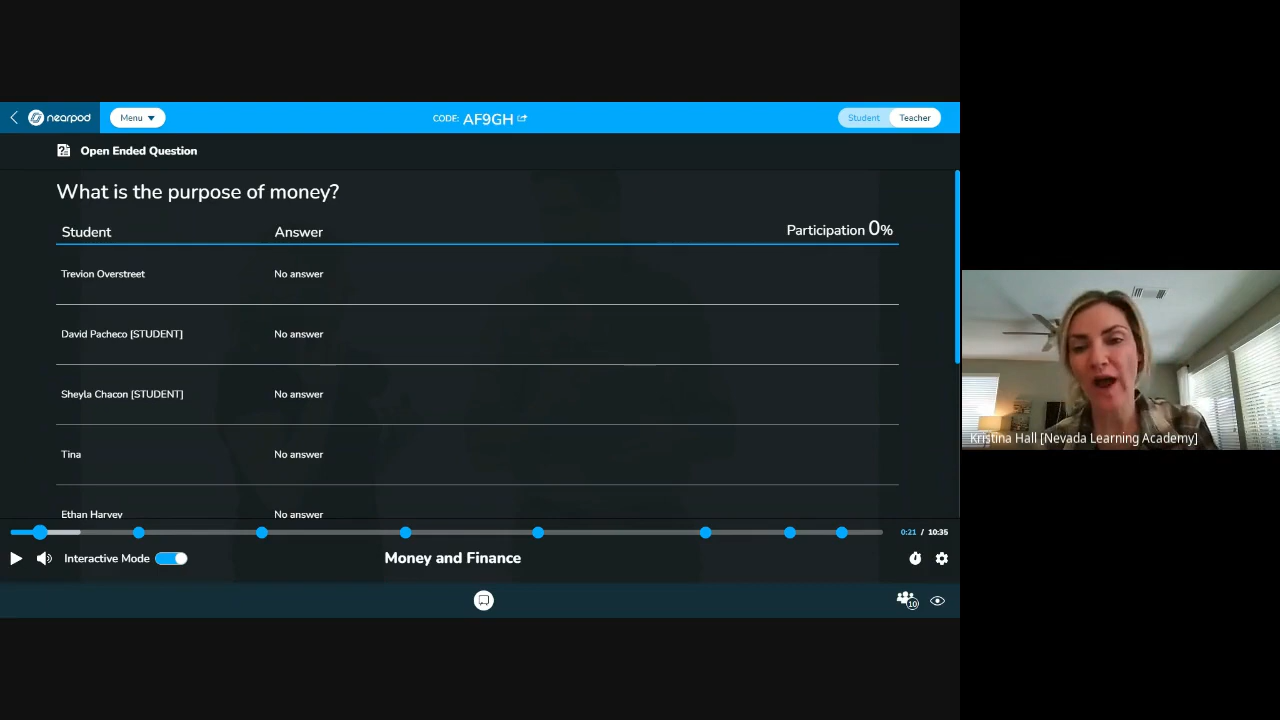 nearpod
Menu
CODE: AF9GH
Student
Teacher
Open Ended Question
What is the purpose of money?
Student Answer Participation 0%
Trevion Overstreet No answer
David Pacheco [STUDENT] No answer
Sheyla Chacon [STUDENT] No answer
Tina No answer
Ethan Harvey No answer
0:21 / 10:35
Interactive Mode
Money and Finance
10
Kristina Hall [Nevada Learning Academy]